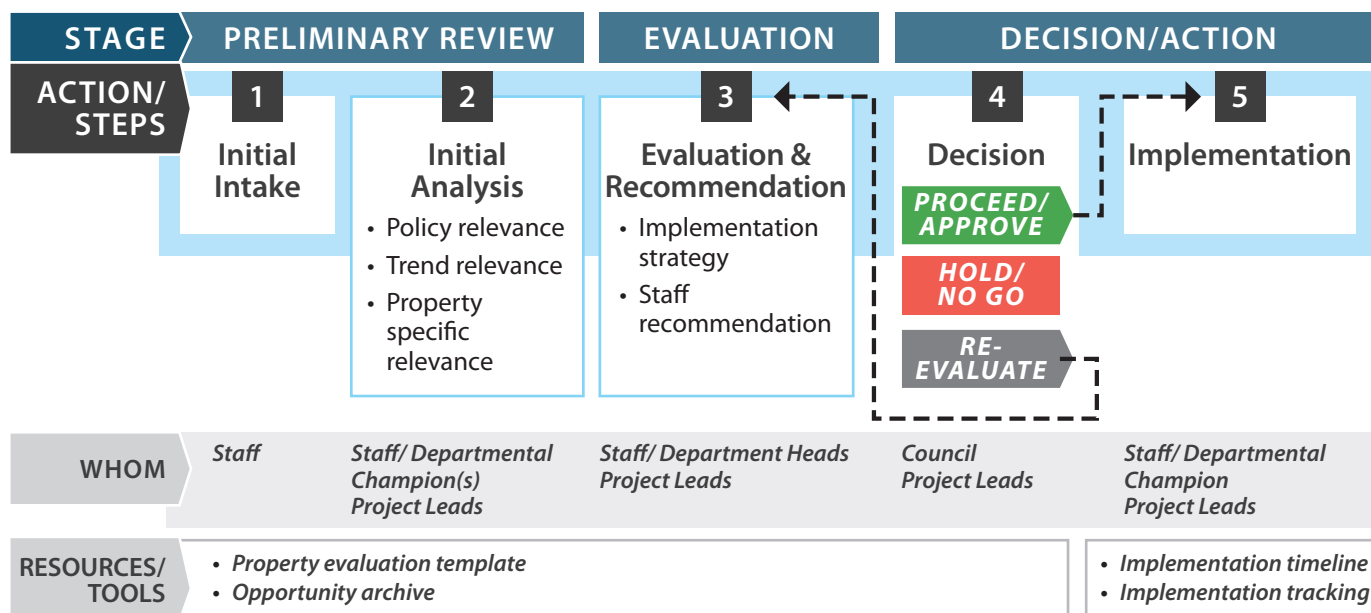 STAGE
PRELIMINARY REVIEW
EVALUATION
DECISION/ACTION
ACTION/
STEPS
1
Initial
Intake
2
Initial
Analysis
• Policy relevance
• Trend relevance
• Property
specific
relevance
3
Evaluation &
Recommendation
• Implementation
strategy
• Staff
recommendation
4
Decision
PROCEED/
APPROVE
HOLD/
NO GO
RE-
EVALUATE
5
Implementation
WHOM
Staff
Staff/ Departmental
Champion(s)
Project Leads
Staff/ Department Heads
Project Leads
Council
Project Leads
Staff/ Departmental
Champion
Project Leads
RESOURCES/
TOOLS
• Property evaluation template
• Opportunity archive
• Implementation timeline
• Implementation tracking